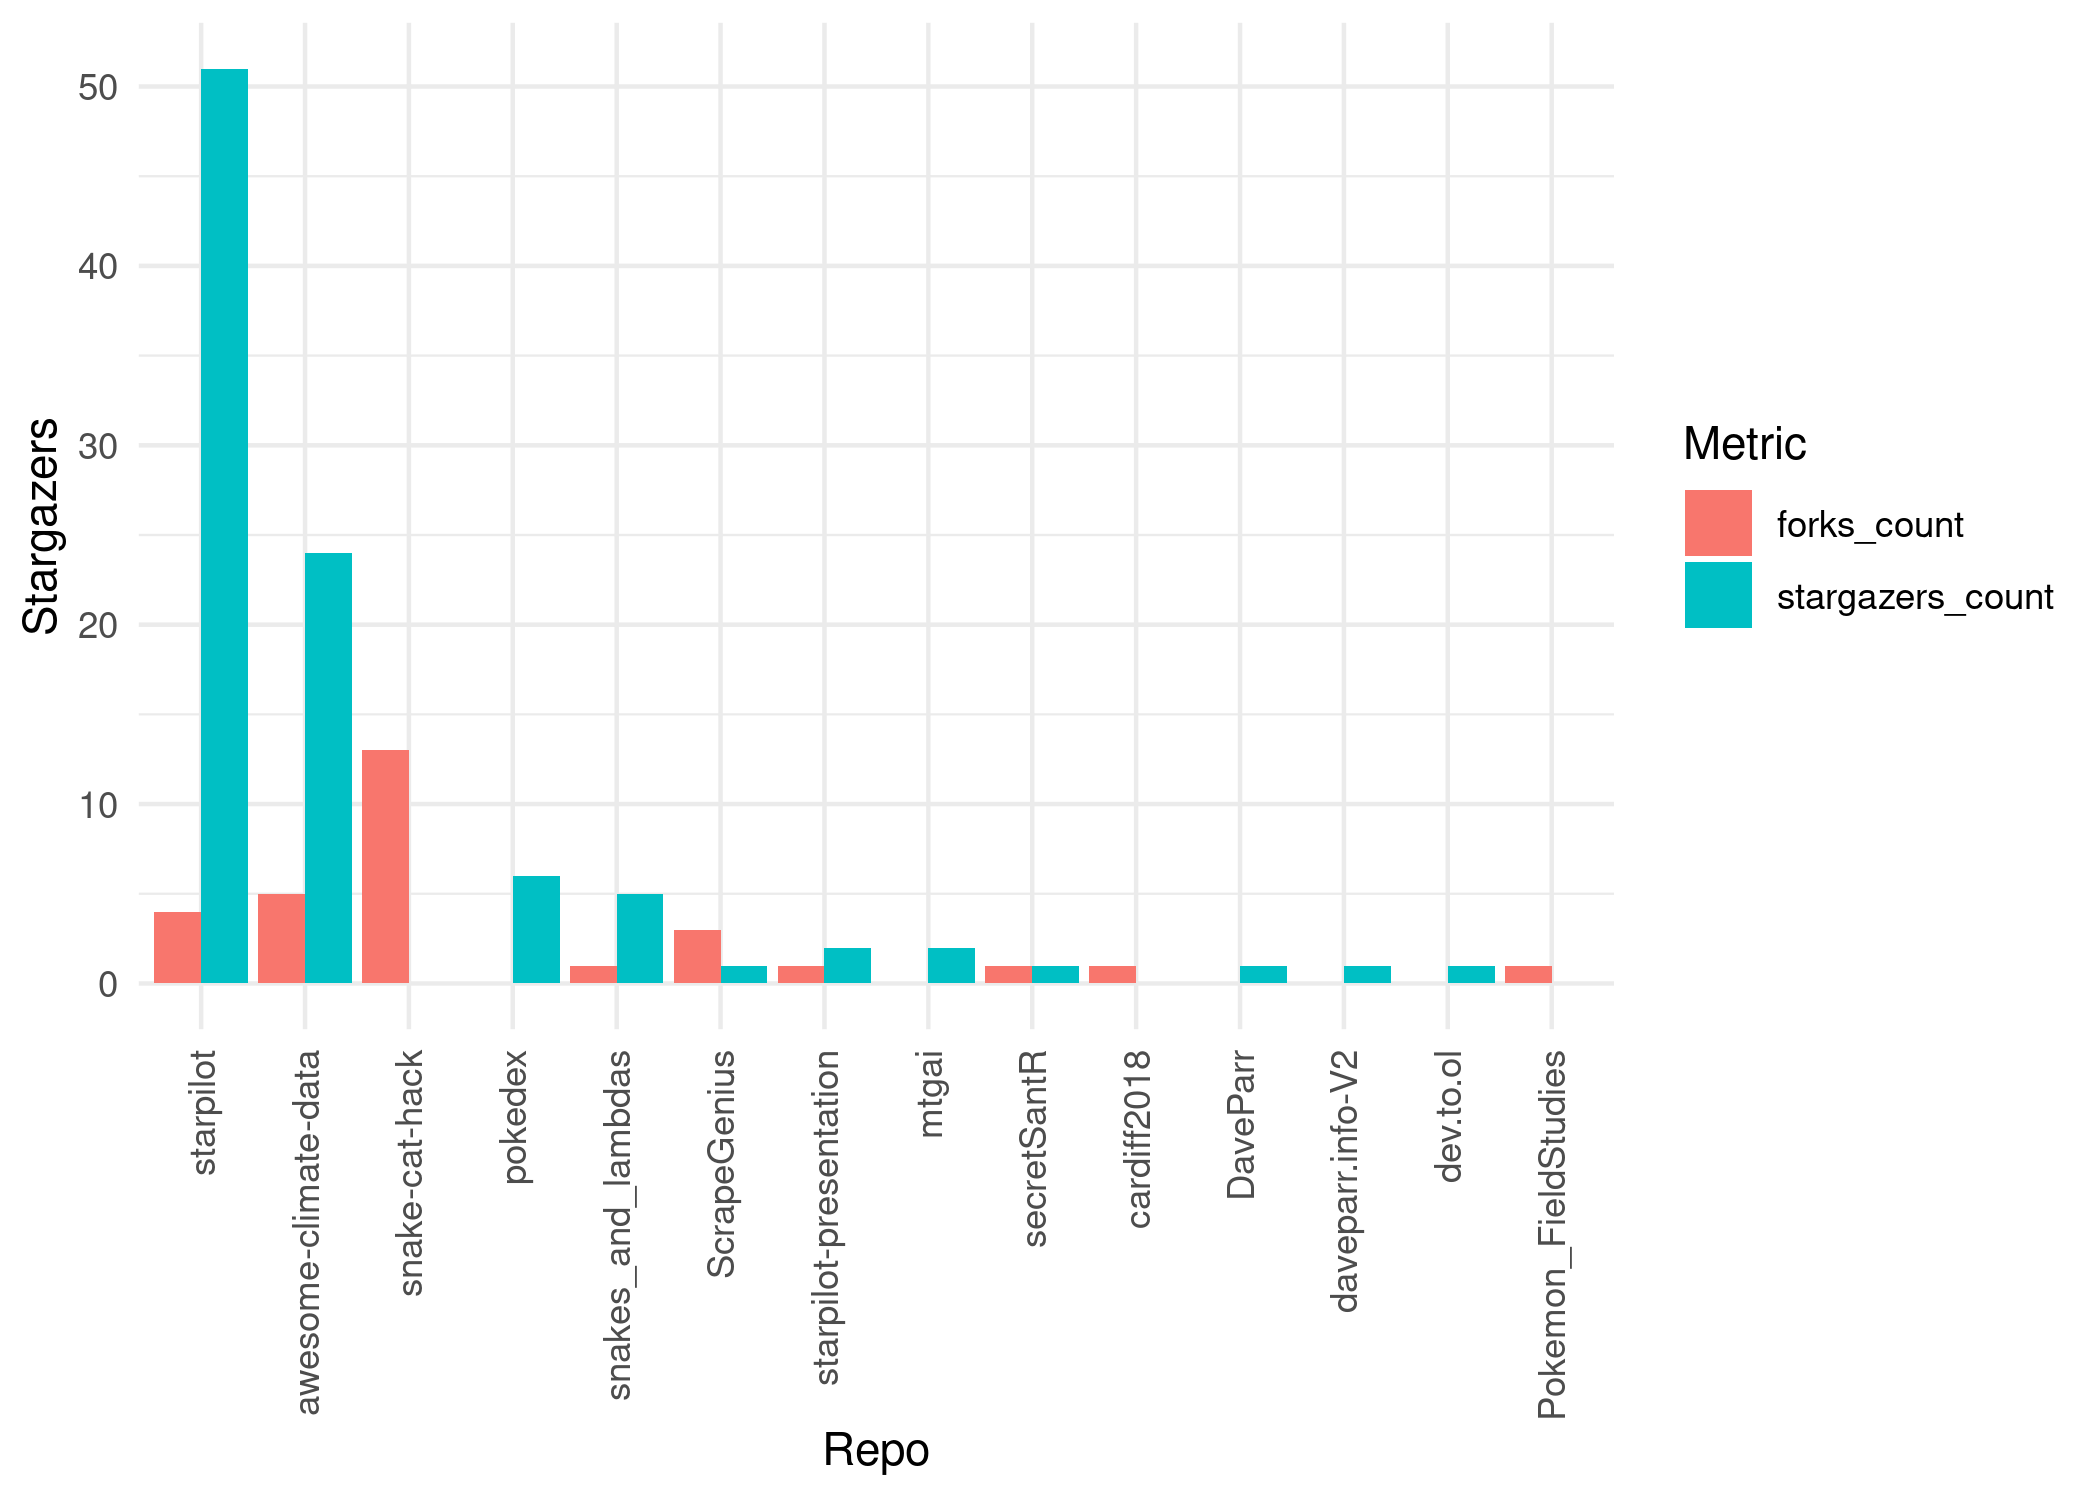 Stargazers
50
40
30
20
10
0
starpilot
awesome-climate-data
snake-cat-hack
pokedex
snakes_and_lambdas
ScrapeGenius
starpilot-presentation
mtgai
secretSantR
cardiff2018
DaveParr
daveparr.info-V2
dev.to.ol
Pokemon_FieldStudies
Repo
Metric
forks_count
stargazers_count